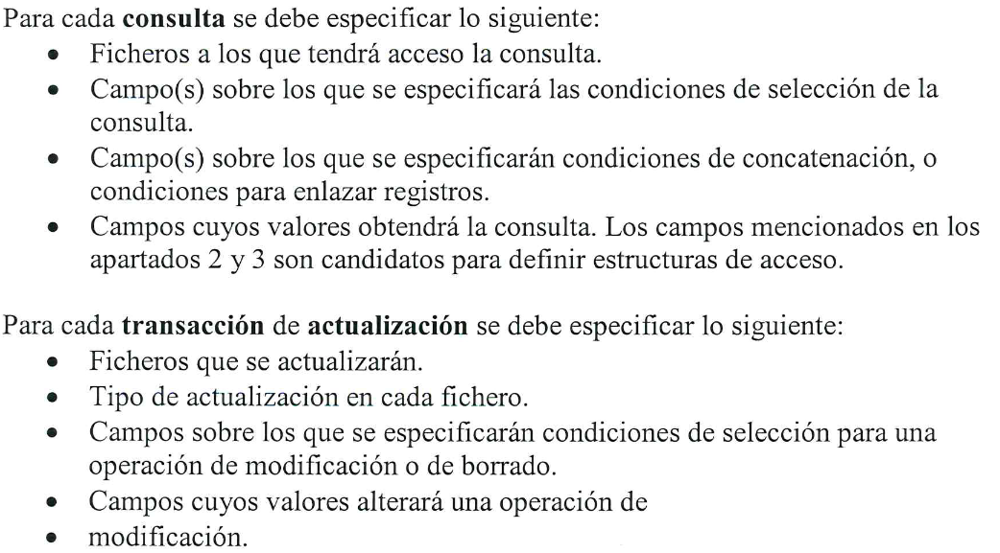 Para cada consulta se debe especificar lo siguiente:
• Ficheros a los que tendrá acceso la consulta.
• Campo(s) sobre los que se especificará las condiciones de selección de la
consulta.
• Campo(s) sobre los que se especificarán condiciones de concatenación, o
condiciones para enlazar registros.
• Campos cuyos valores obtendrá la consulta. Los campos mencionados en los
apartados 2 y 3 son candidatos para definir estructuras de acceso.
Para cada transacción de actualización se debe especificar lo siguiente:
• Ficheros que se actualizarán.
• Tipo de actualización en cada fichero.
• Campos sobre los que se especificarán condiciones de selección para una
operación de modificación o de borrado.
• Campos cuyos valores alterará una operación de
• modificación.